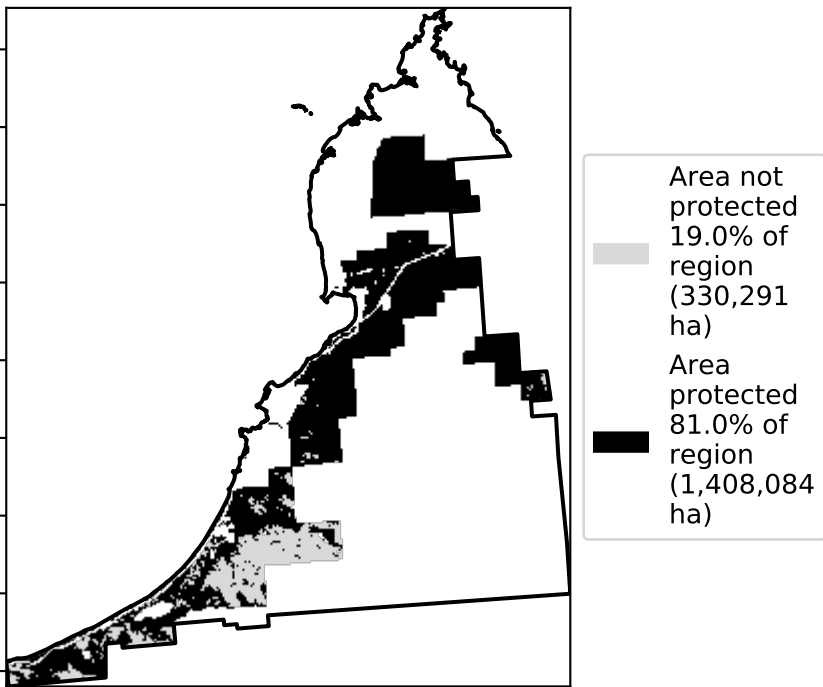 Area not
protected
19.0% of
region
(330,291
ha)
Area
protected
81.0% of
region
(1,408,084
ha)